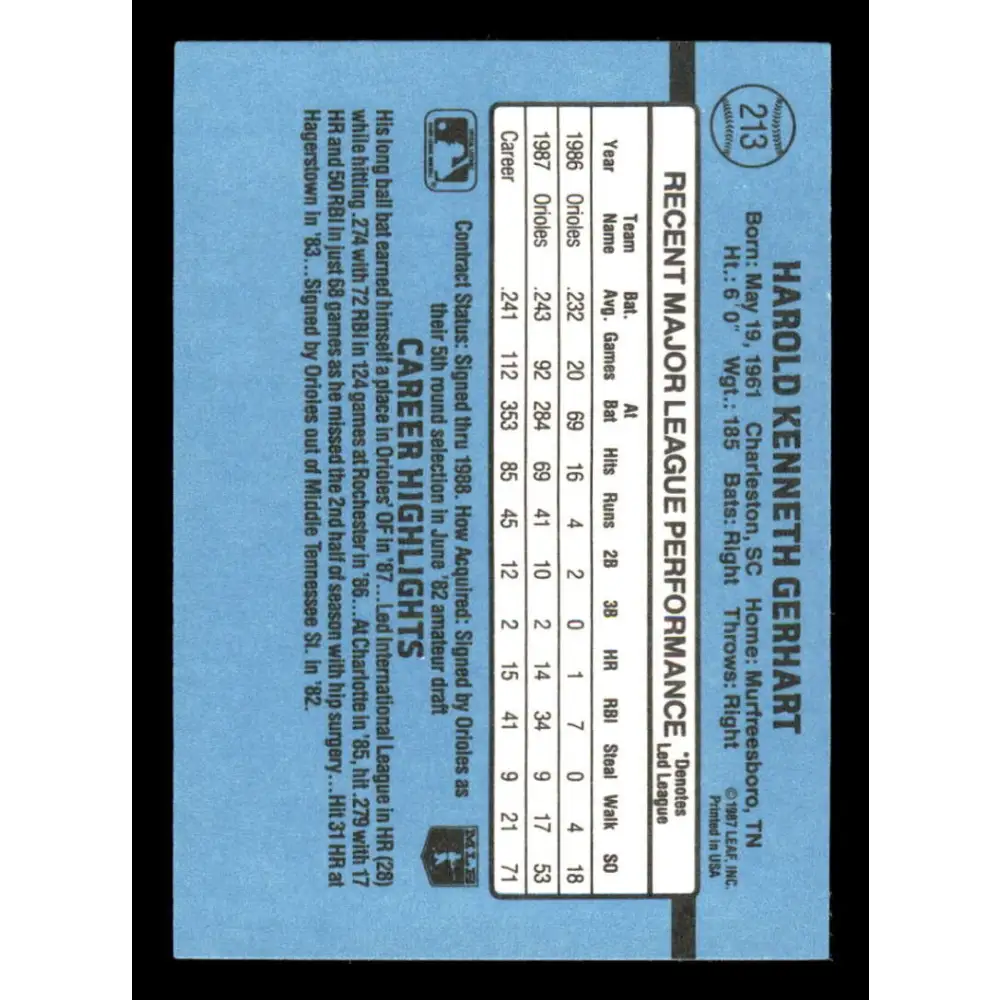 213
HAROLD KENNETH GERHART
Born: May 19, 1961 Charleston, SC Home: Murfreesboro, TN
Ht.: 6'0" Wgt.: 185 Bats: Right Throws: Right
©1987 LEAF, INC.
Printed in USA
RECENT MAJOR LEAGUE PERFORMANCE
*Denotes
Led League
Year Team Name Bat. Avg. Games At Bat Hits Runs 2B 3B HR RBI Steal Walk SO
1986 Orioles .232 20 69 16 4 2 0 1 7 0 4 18
1987 Orioles .243 92 284 69 41 10 2 14 34 9 17 53
Career .241 112 353 85 45 12 2 15 41 9 21 71
Contract Status: Signed thru 1988. How Acquired: Signed by Orioles as
their 5th round selection in June '82 amateur draft
MLB
CAREER HIGHLIGHTS
His long ball bat earned himself a place in Orioles' OF in '87...Led International League in HR (28)
while hitting .274 with 72 RBI in 124 games at Rochester in '86...At Charlotte in '85, hit .279 with 17
HR and 50 RBI in just 68 games as he missed the 2nd half of season with hip surgery...Hit 31 HR at
Hagerstown in '83...Signed by Orioles out of Middle Tennessee St. in '82.